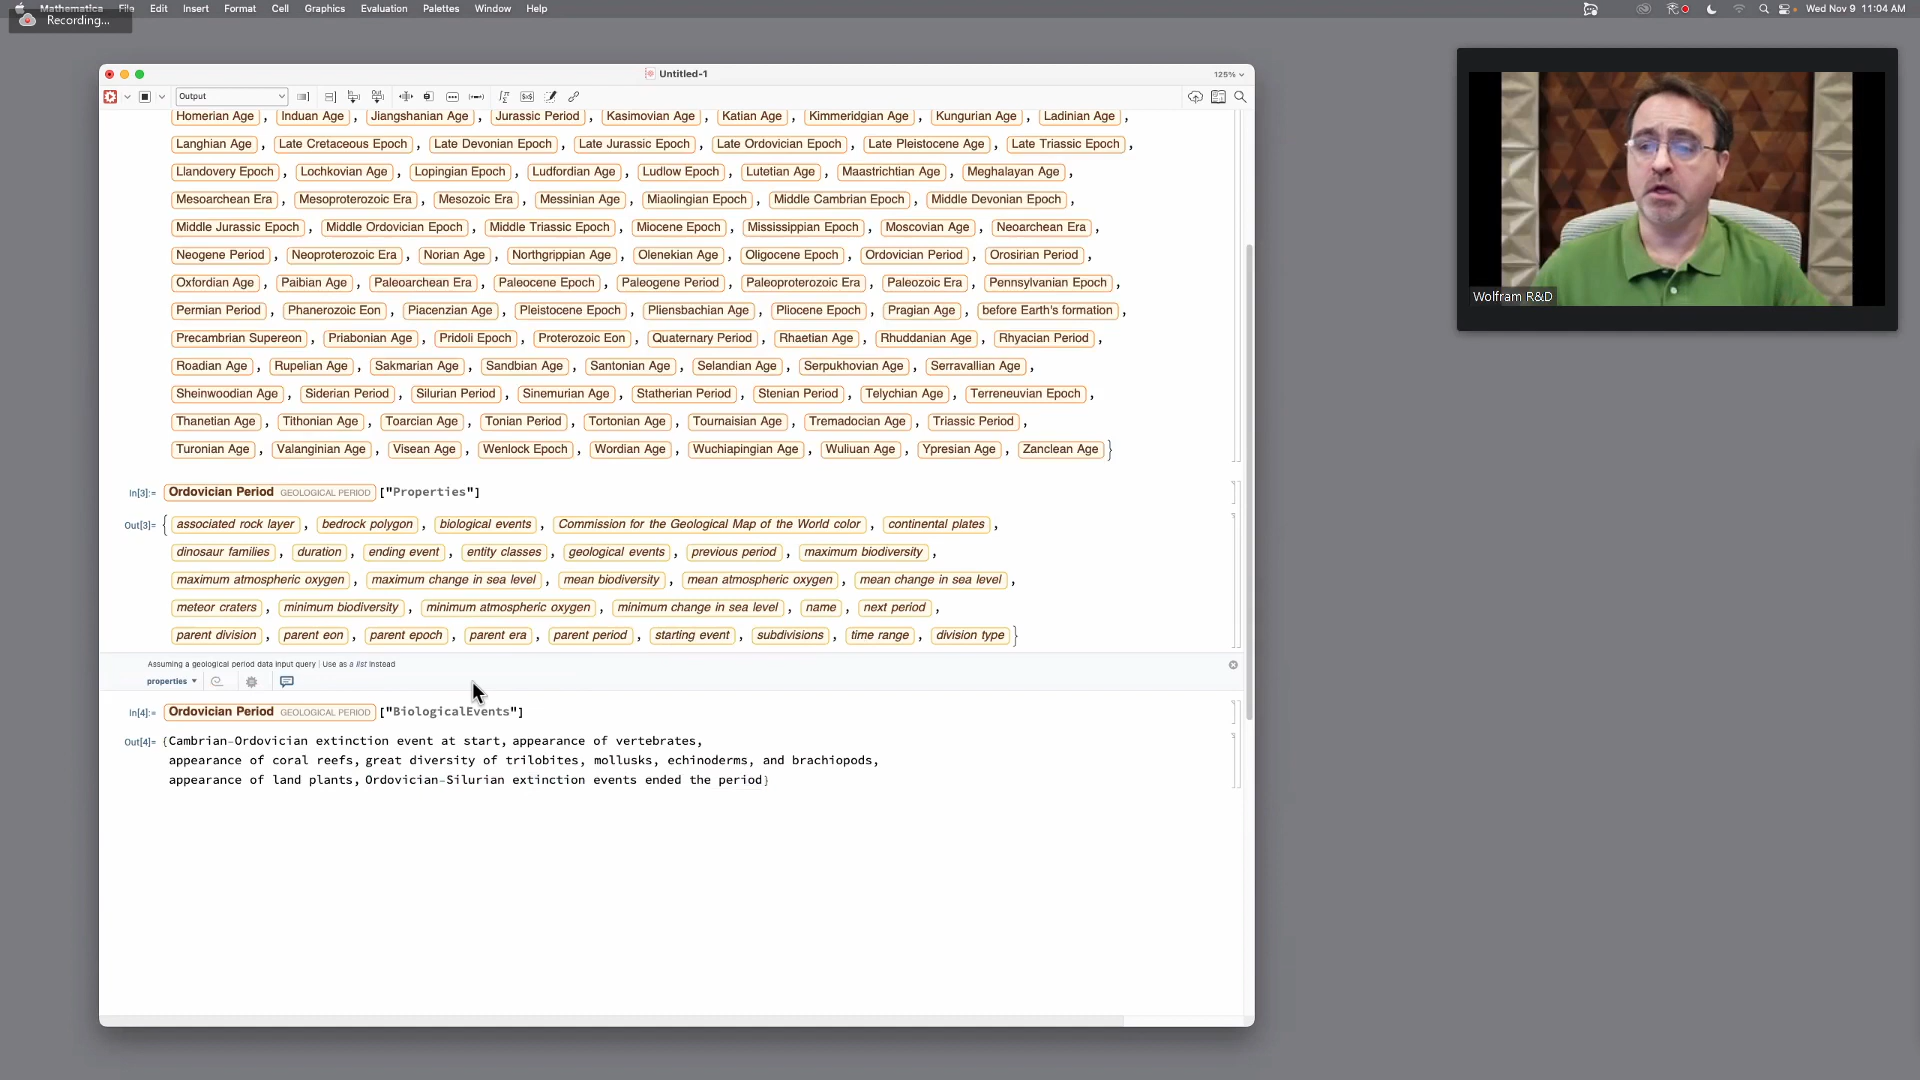 Mathematica File Edit Insert Format Cell Graphics Evaluation Palettes Window Help Wed Nov 9 11:04 AM
Recording...
Untitled-1 125%
Output
Homerian Age , Induan Age , Jiangshanian Age , Jurassic Period , Kasimovian Age , Katian Age , Kimmeridgian Age , Kungurian Age , Ladinian Age ,
Langhian Age , Late Cretaceous Epoch , Late Devonian Epoch , Late Jurassic Epoch , Late Ordovician Epoch , Late Pleistocene Age , Late Triassic Epoch ,
Llandovery Epoch , Lochkovian Age , Lopingian Epoch , Ludfordian Age , Ludlow Epoch , Lutetian Age , Maastrichtian Age , Meghalayan Age ,
Mesoarchean Era , Mesoproterozoic Era , Mesozoic Era , Messinian Age , Miaolingian Epoch , Middle Cambrian Epoch , Middle Devonian Epoch ,
Middle Jurassic Epoch , Middle Ordovician Epoch , Middle Triassic Epoch , Miocene Epoch , Mississippian Epoch , Moscovian Age , Neoarchean Era ,
Neogene Period , Neoproterozoic Era , Norian Age , Northgrippian Age , Olenekian Age , Oligocene Epoch , Ordovician Period , Orosirian Period ,
Oxfordian Age , Paibian Age , Paleoarchean Era , Paleocene Epoch , Paleogene Period , Paleoproterozoic Era , Paleozoic Era , Pennsylvanian Epoch ,
Permian Period , Phanerozoic Eon , Piacenzian Age , Pleistocene Epoch , Pliensbachian Age , Pliocene Epoch , Pragian Age , before Earth's formation ,
Precambrian Supereon , Priabonian Age , Pridoli Epoch , Proterozoic Eon , Quaternary Period , Rhaetian Age , Rhuddanian Age , Rhyacian Period ,
Roadian Age , Rupelian Age , Sakmarian Age , Sandbian Age , Santonian Age , Selandian Age , Serpukhovian Age , Serravallian Age ,
Sheinwoodian Age , Siderian Period , Silurian Period , Sinemurian Age , Statherian Period , Stenian Period , Telychian Age , Terreneuvian Epoch ,
Thanetian Age , Tithonian Age , Toarcian Age , Tonian Period , Tortonian Age , Tournaisian Age , Tremadocian Age , Triassic Period ,
Turonian Age , Valanginian Age , Visean Age , Wenlock Epoch , Wordian Age , Wuchiapingian Age , Wuliuan Age , Ypresian Age , Zanclean Age }
In[3]:= Ordovician Period GEOLOGICAL PERIOD ["Properties"]
Out[3]= { associated rock layer , bedrock polygon , biological events , Commission for the Geological Map of the World color , continental plates ,
dinosaur families , duration , ending event , entity classes , geological events , previous period , maximum biodiversity ,
maximum atmospheric oxygen , maximum change in sea level , mean biodiversity , mean atmospheric oxygen , mean change in sea level ,
meteor craters , minimum biodiversity , minimum atmospheric oxygen , minimum change in sea level , name , next period ,
parent division , parent eon , parent epoch , parent era , parent period , starting event , subdivisions , time range , division type }
Assuming a geological period data input query | Use as a list instead
properties
In[4]:= Ordovician Period GEOLOGICAL PERIOD ["BiologicalEvents"]
Out[4]= {Cambrian-Ordovician extinction event at start, appearance of vertebrates,
appearance of coral reefs, great diversity of trilobites, mollusks, echinoderms, and brachiopods,
appearance of land plants, Ordovician-Silurian extinction events ended the period}
Wolfram R&D